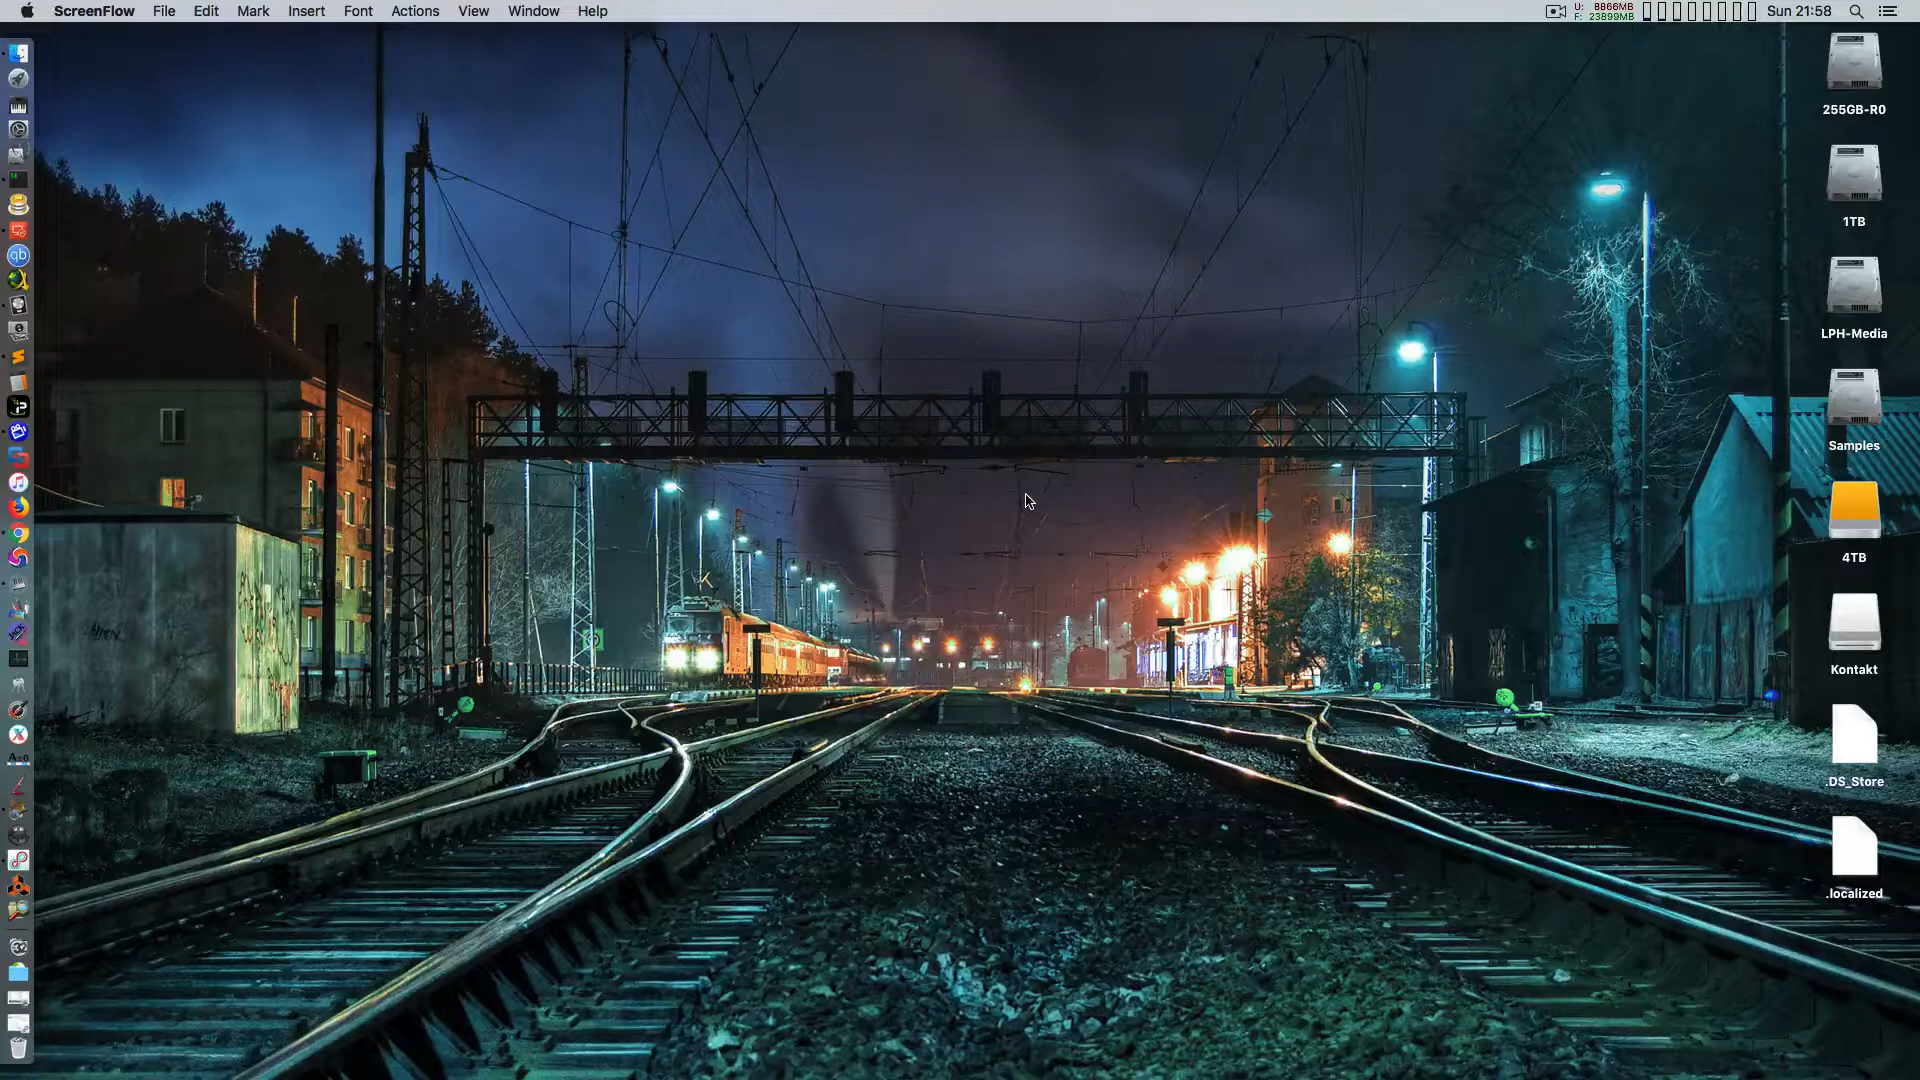 ScreenFlow File Edit Mark Insert Font Actions View Window Help
U: 8866MB
F: 23899MB
Sun 21:58
255GB-R0
1TB
LPH-Media
Samples
4TB
Kontakt
.DS_Store
.localized
qb